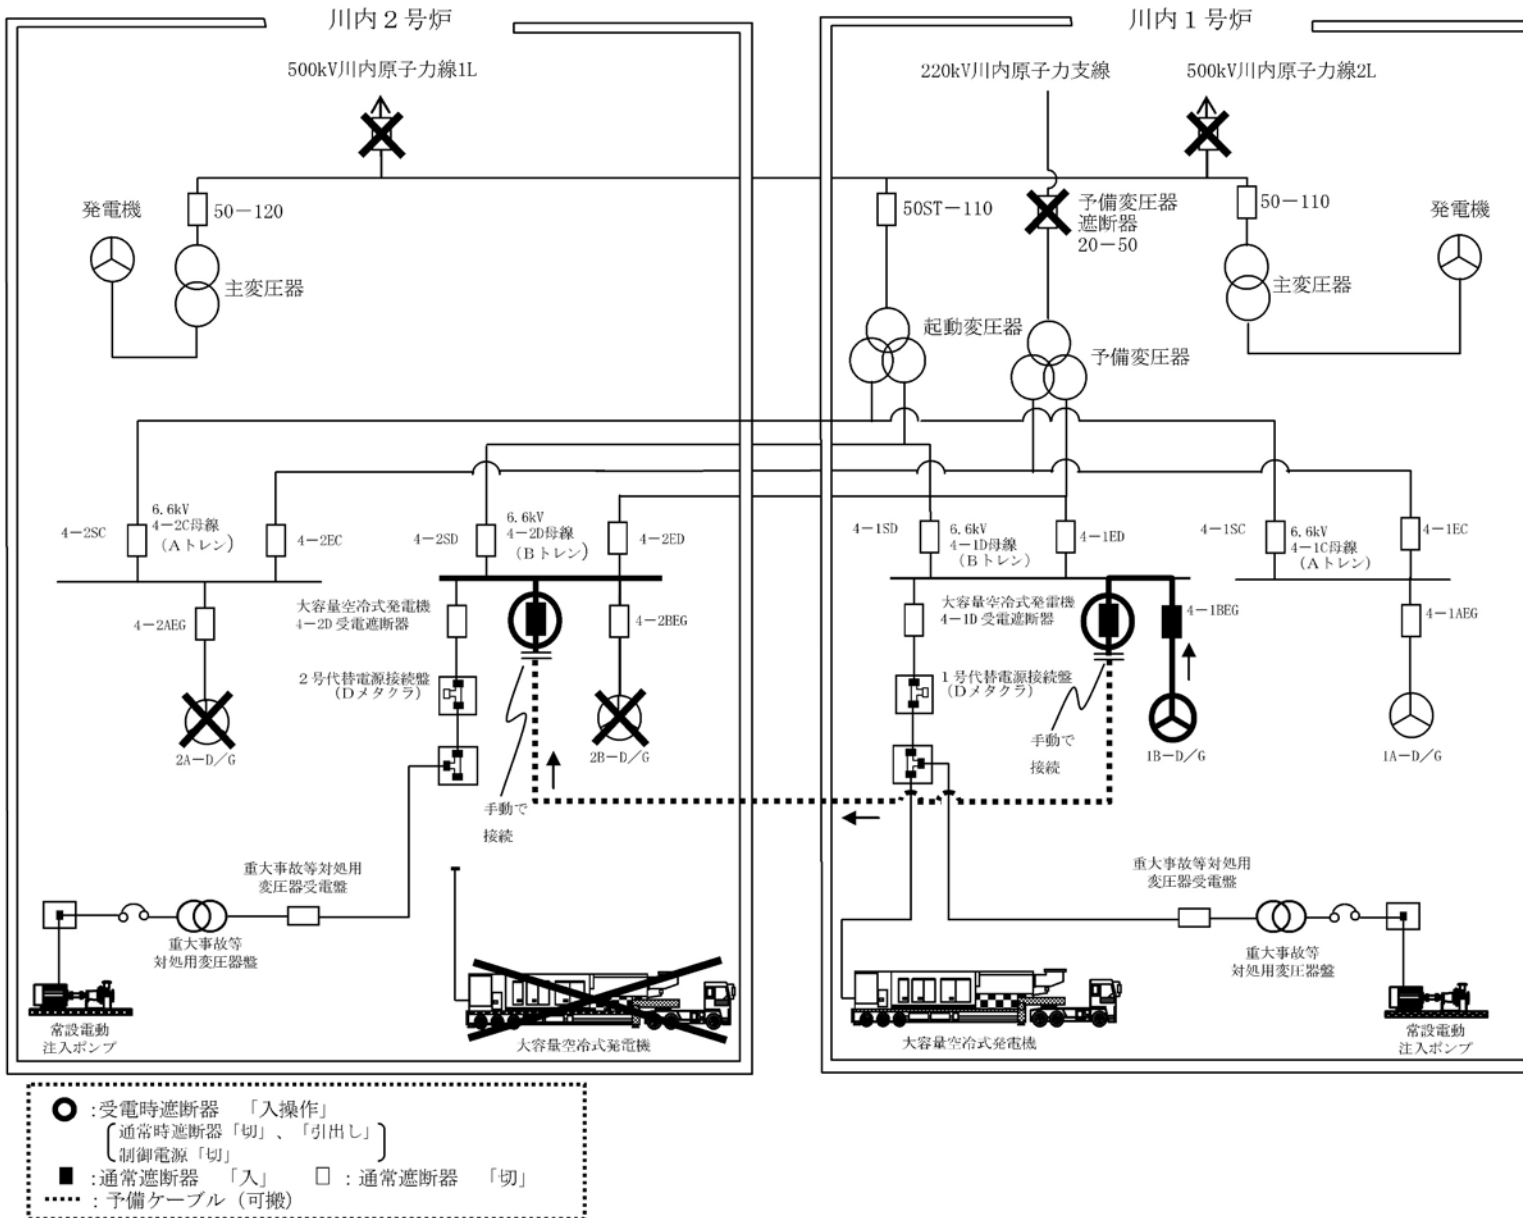 川内２号炉
川内１号炉
500kV川内原子力線1L
220kV川内原子力支線
500kV川内原子力線2L
発電機
50－120
主変圧器
50ST－110
予備変圧器
遮断器
20－50
50－110
発電機
主変圧器
起動変圧器
予備変圧器
4－2SC
6.6kV
4－2C母線
（Ａトレン）
4－2EC
4－2SD
6.6kV
4－2D母線
（Ｂトレン）
4－2ED
4－1SD
6.6kV
4－1D母線
（Ｂトレン）
4－1ED
4－1SC
6.6kV
4－1C母線
（Ａトレン）
4－1EC
4－2AEG
大容量空冷式発電機
4－2D 受電遮断器
4－2BEG
大容量空冷式発電機
4－1D 受電遮断器
4－1BEG
4－1AEG
２号代替電源接続盤
（Ｄメタクラ）
１号代替電源接続盤
（Ｄメタクラ）
2A－D／G
2B－D／G
手動で
接続
1B－D／G
1A－D／G
手動で
接続
重大事故等対処用
変圧器受電盤
重大事故等対処用
変圧器受電盤
重大事故等
対処用変圧器盤
重大事故等
対処用変圧器盤
常設電動
注入ポンプ
大容量空冷式発電機
大容量空冷式発電機
常設電動
注入ポンプ
：受電時遮断器　「入操作」
通常時遮断器「切」、「引出し」
制御電源「切」
：通常遮断器　「入」　　：通常遮断器　「切」
：予備ケーブル（可搬）